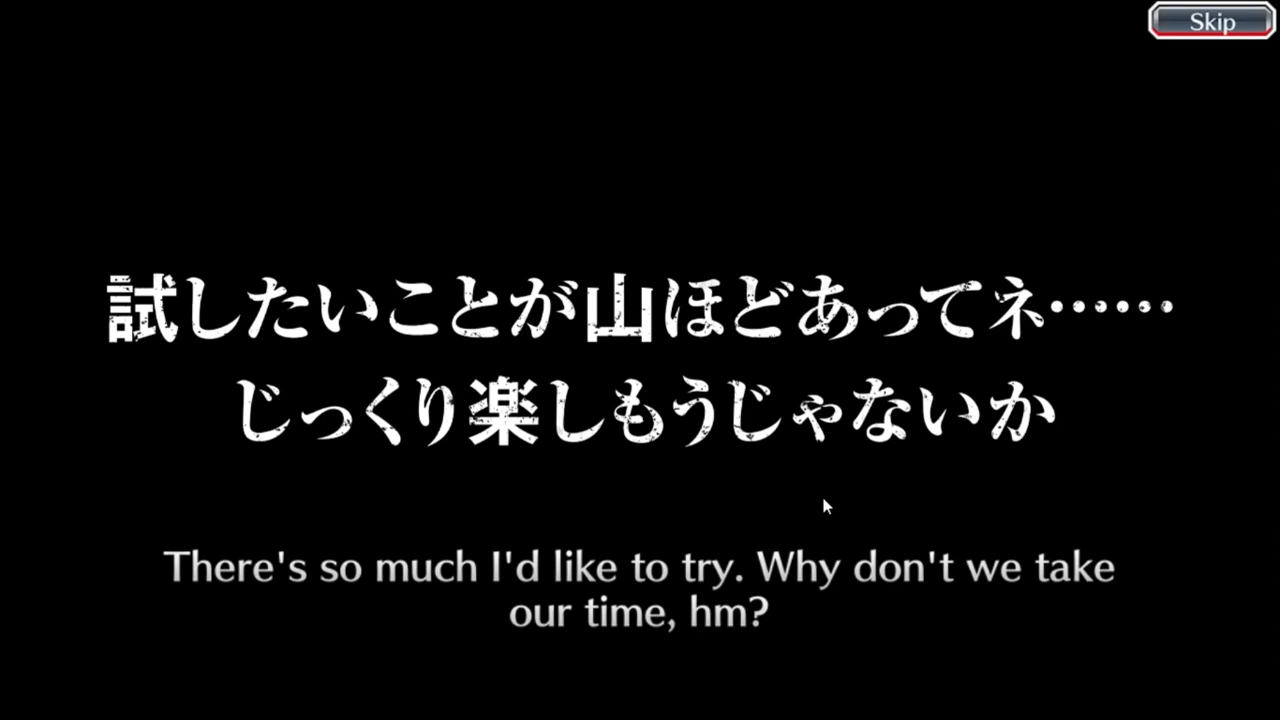 Skip
試したいことが山ほどあってネ……
じっくり楽しもうじゃないか
There's so much I'd like to try. Why don't we take
our time, hm?